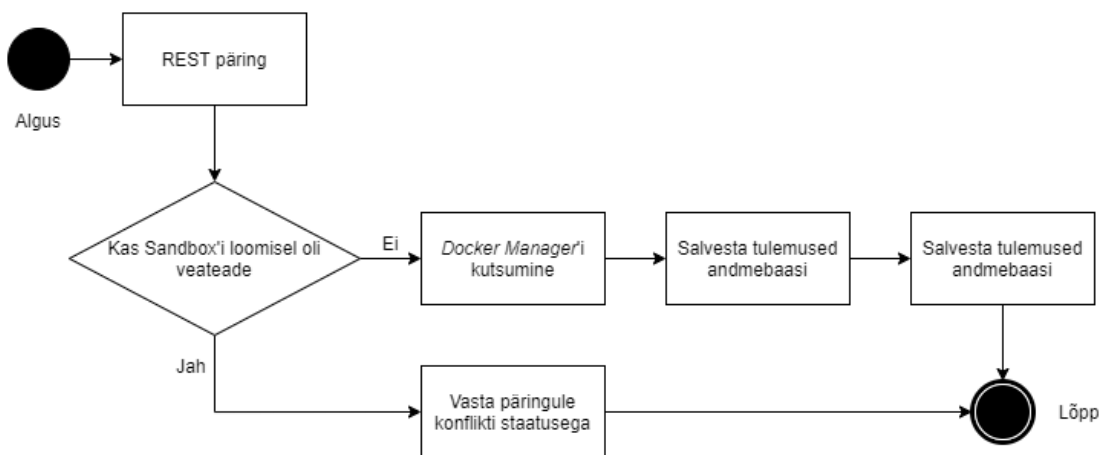 REST päring
Algus
Kas Sandbox'i loomisel oli
veateade
Ei
Docker Manager'i
kutsumine
Salvesta tulemused
andmebaasi
Salvesta tulemused
andmebaasi
Jah
Vasta päringule
konflikti staatusega
Lõpp